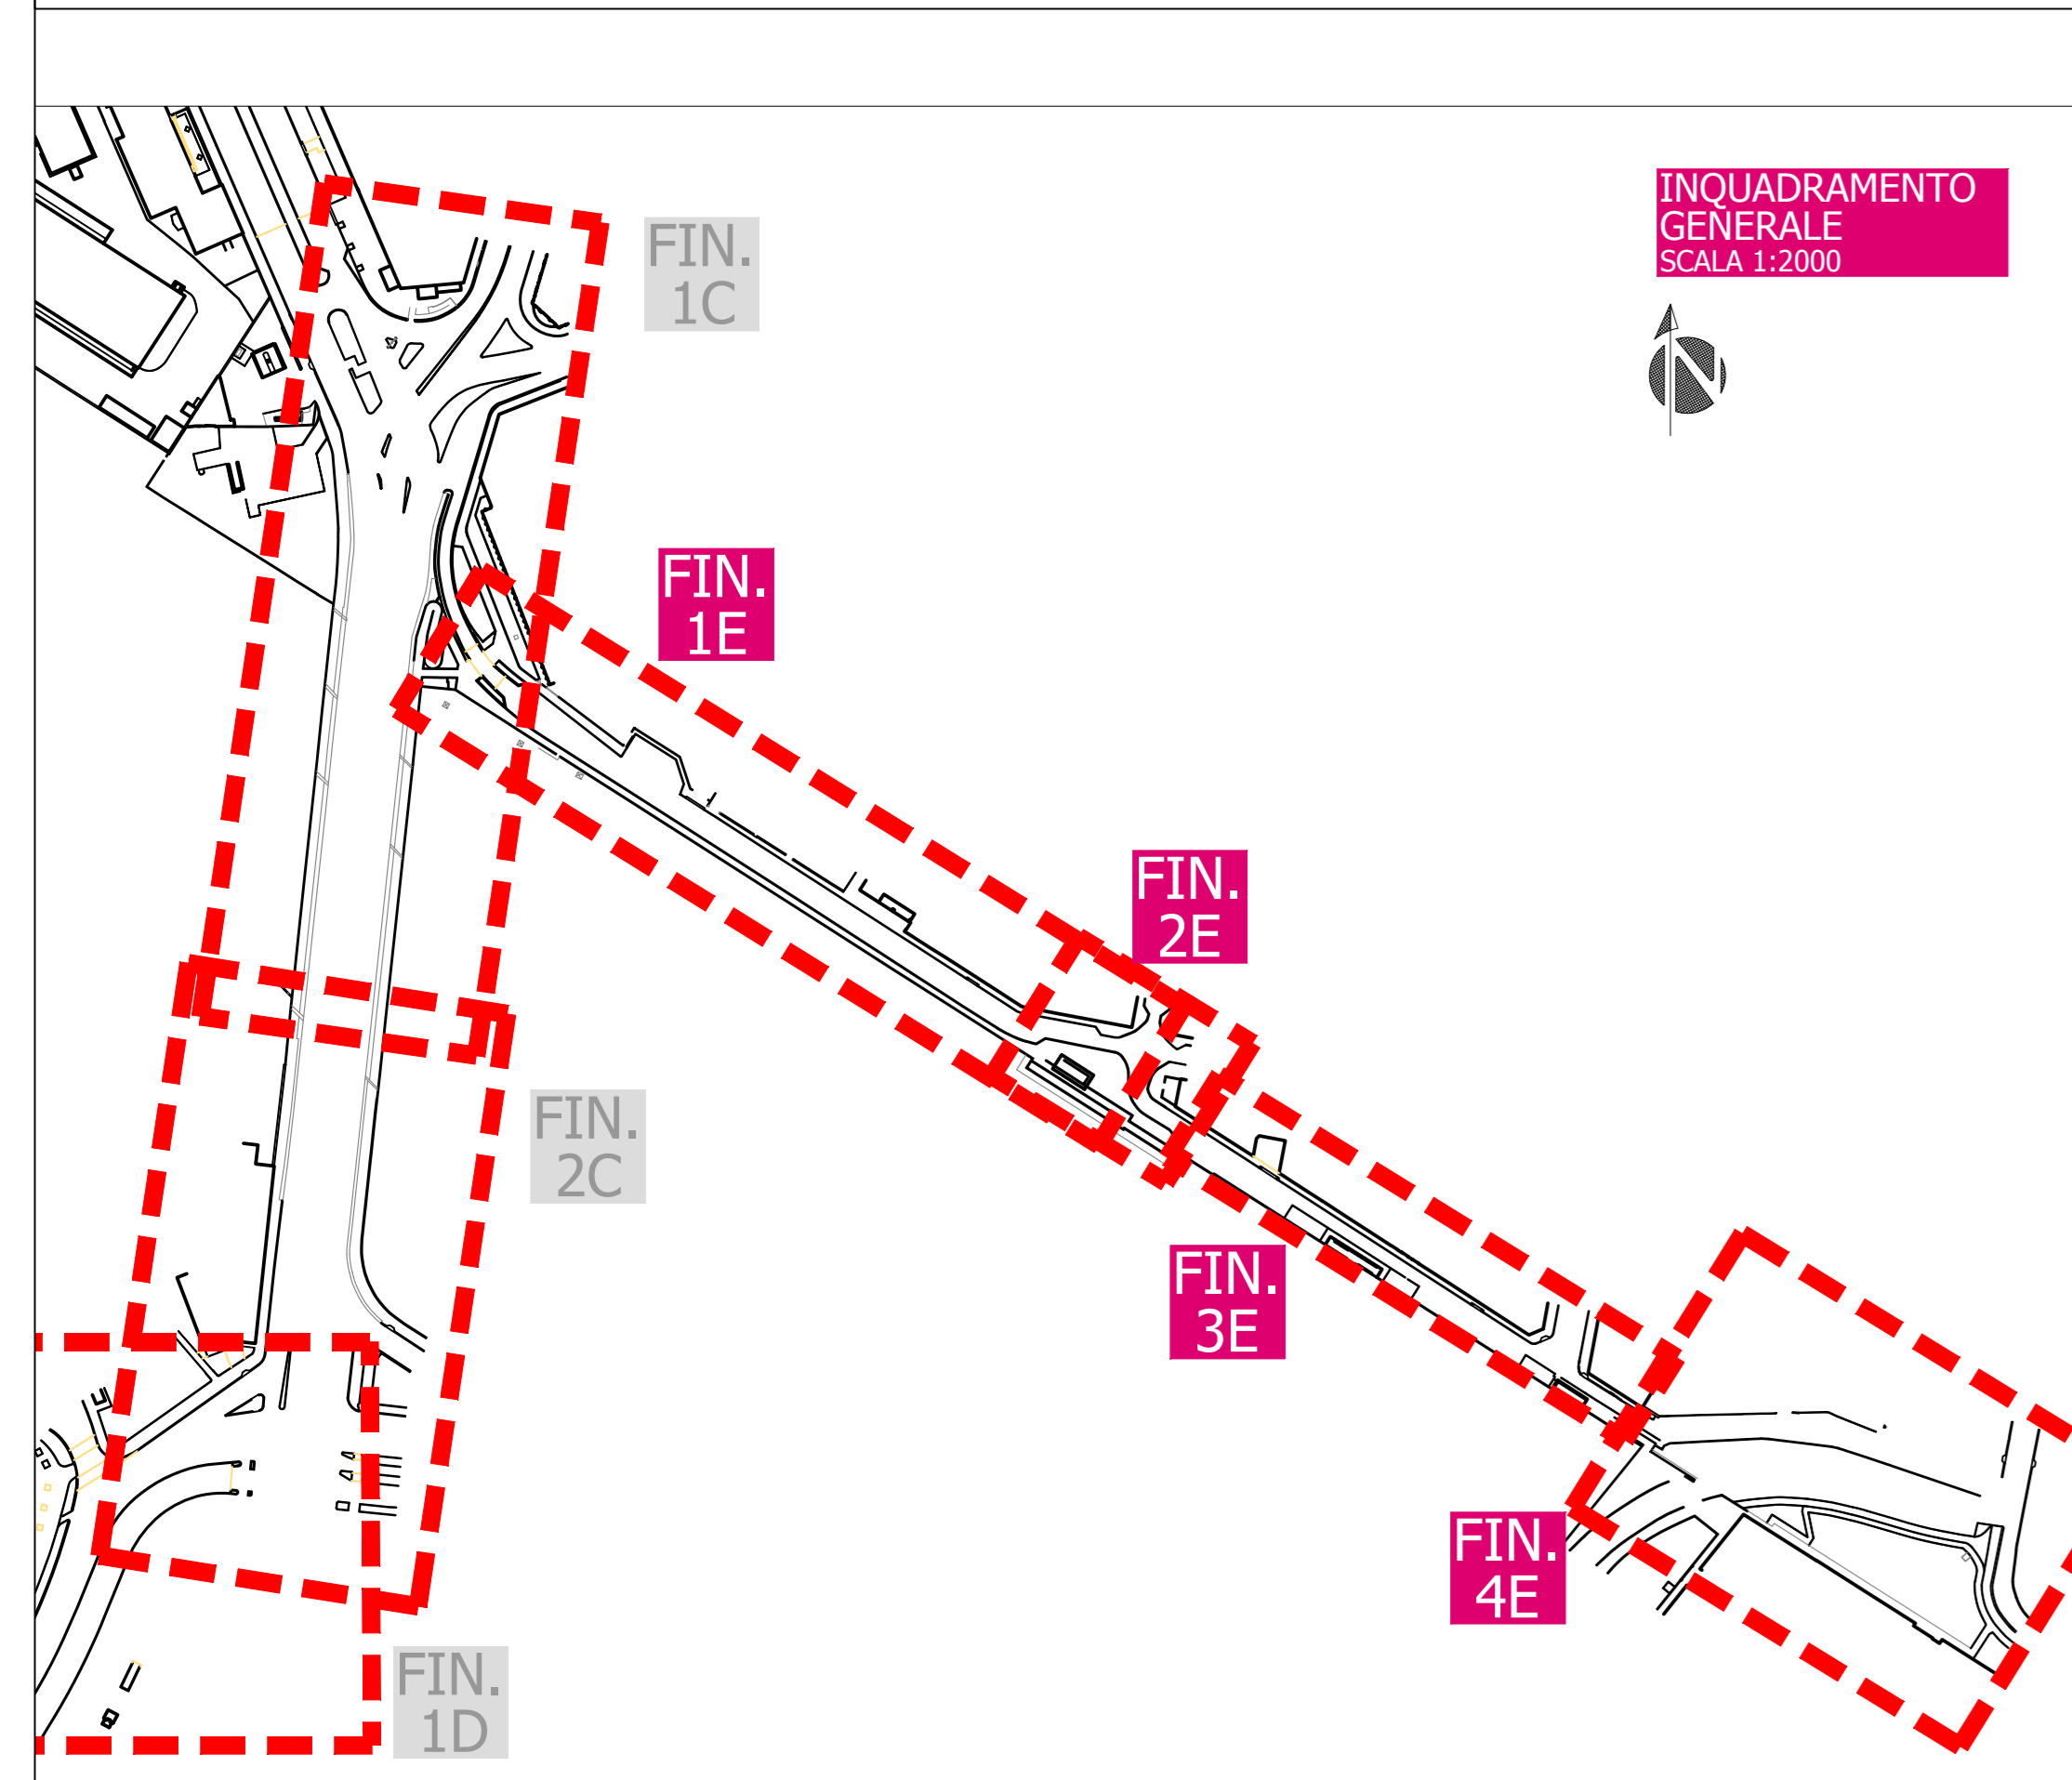 INQUADRAMENTO
GENERALE
SCALA 1:2000
N
FIN.
1C
FIN.
1E
FIN.
2E
FIN.
2C
FIN.
3E
FIN.
4E
FIN.
1D